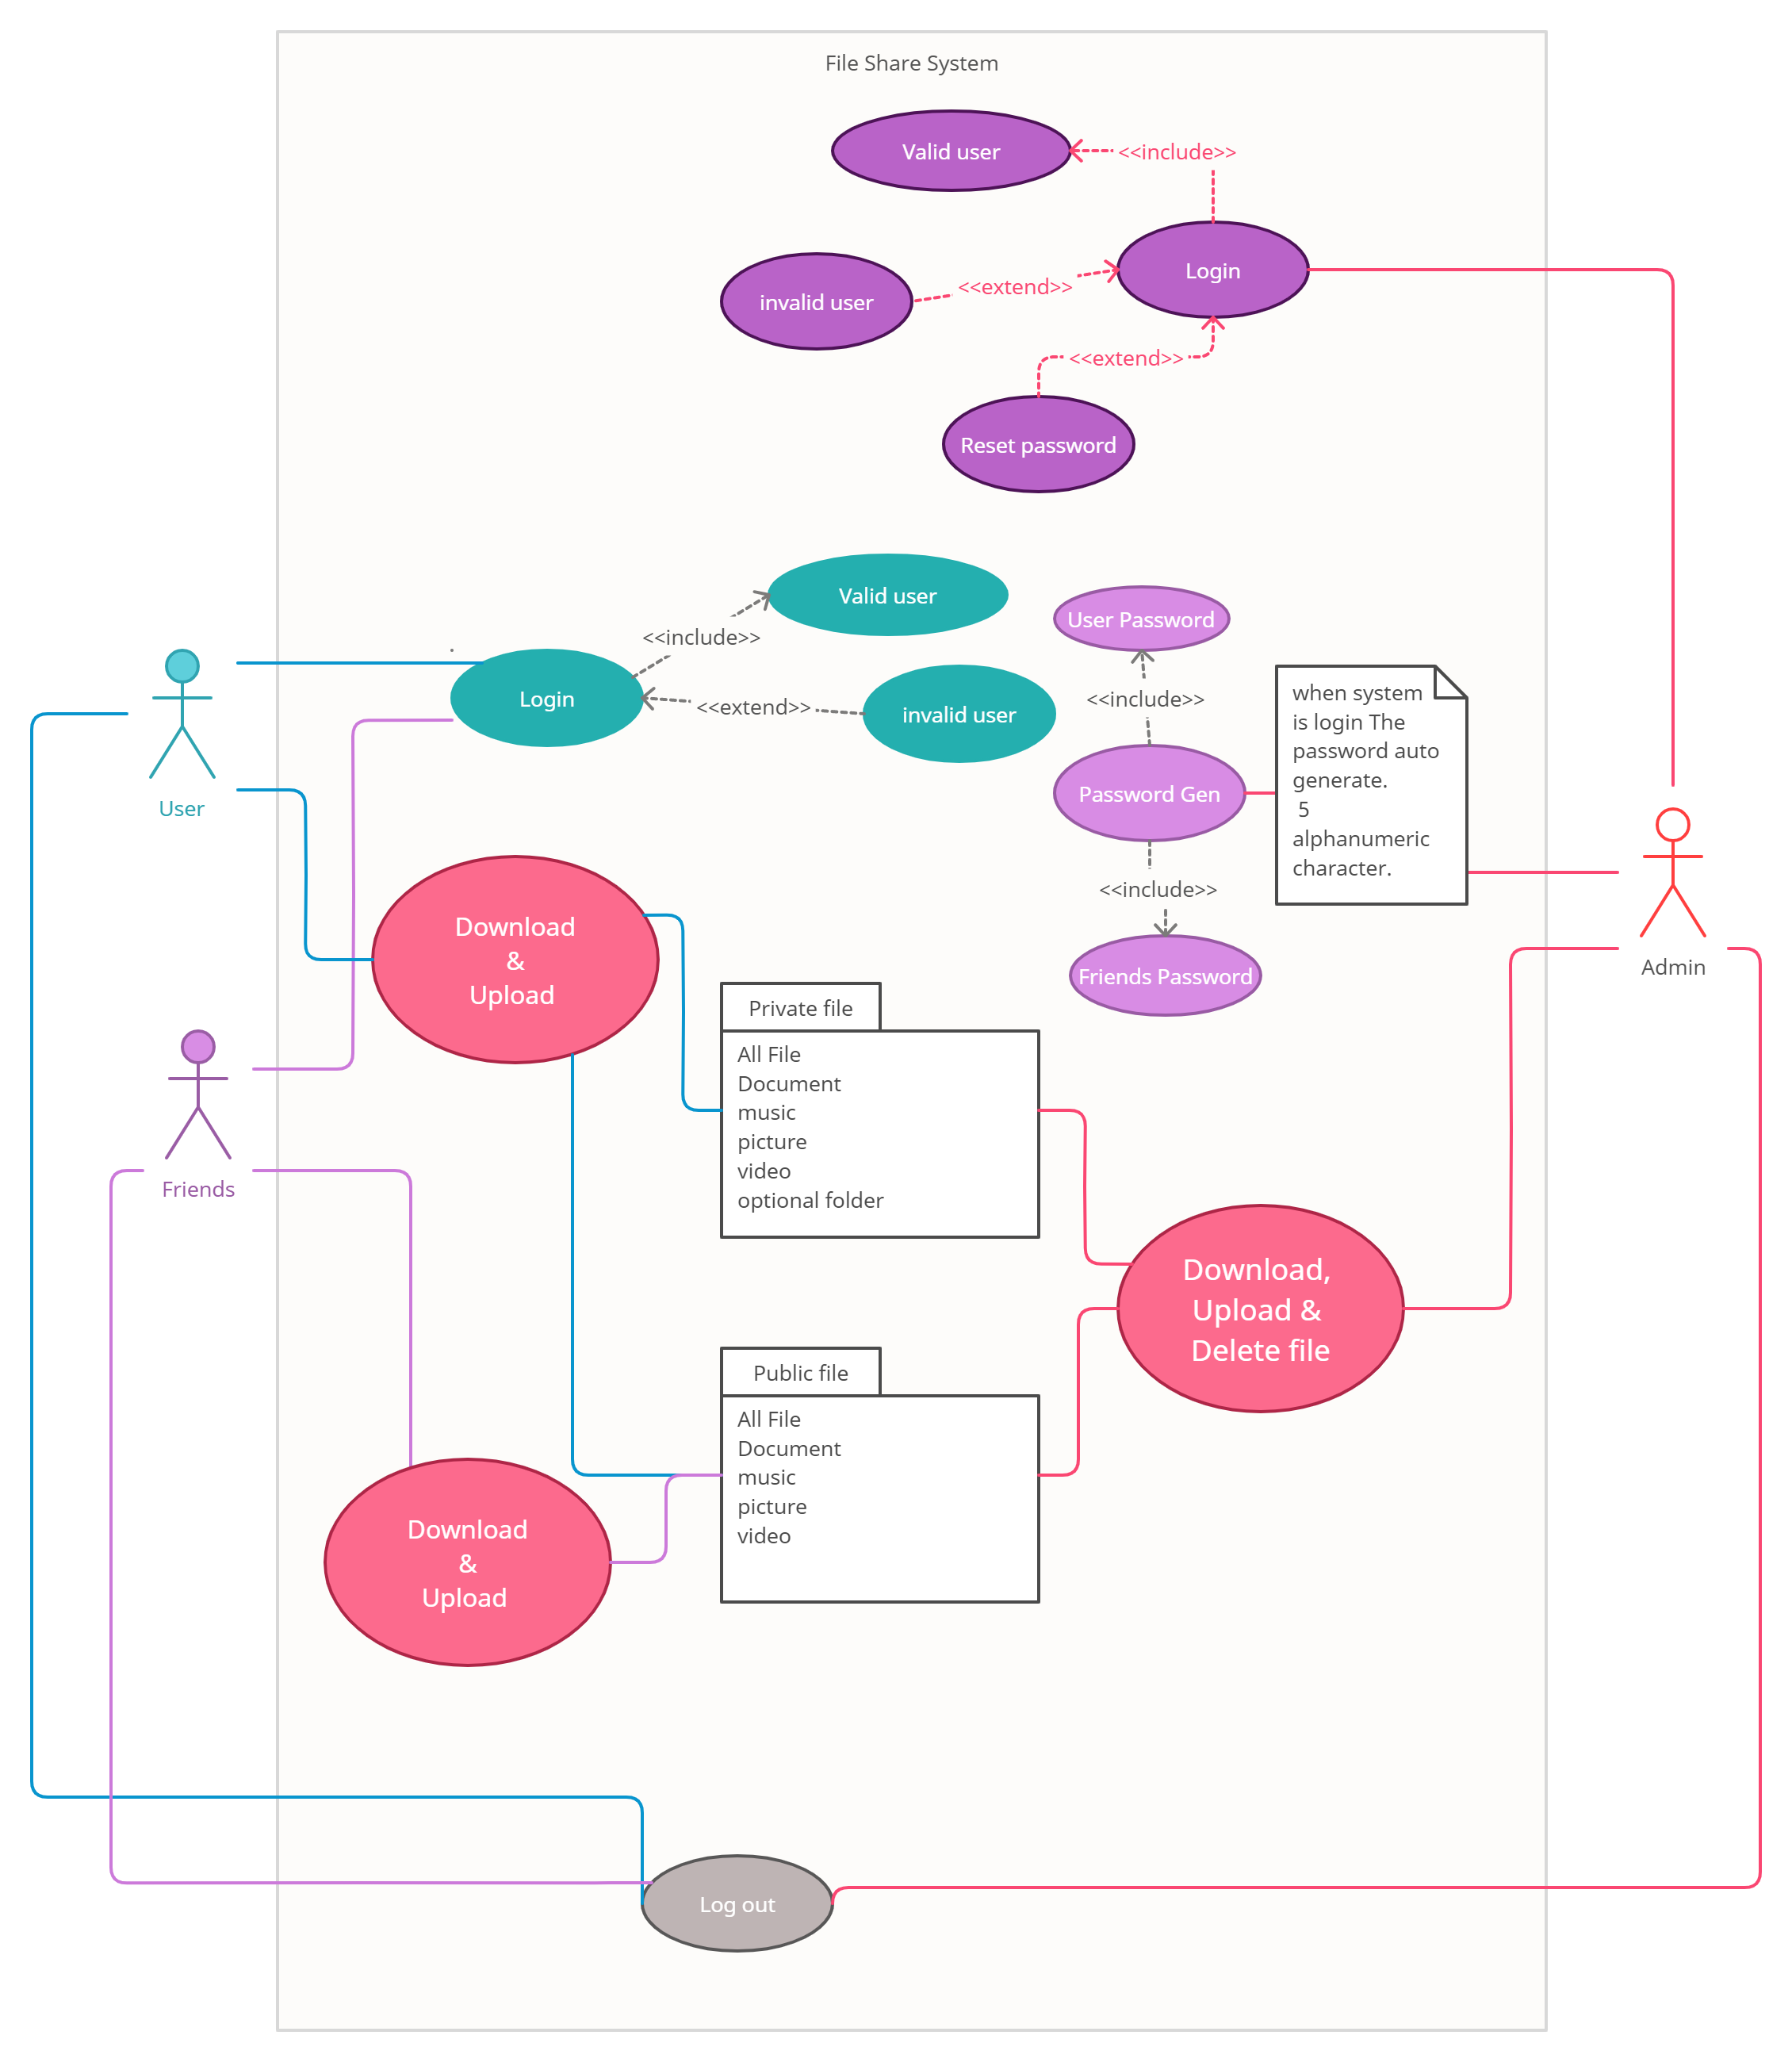 File Share System
Valid user
<<include>>
Login
invalid user
<<extend>>
<<extend>>
Reset password
Valid user
<<include>>
Login
<<extend>>
invalid user
User Password
<<include>>
Password Gen
<<include>>
Friends Password
when system
is login The
password auto
generate.
5
alphanumeric
character.
User
Admin
Friends
Download
&
Upload
Private file
All File
Document
music
picture
video
optional folder
Download,
Upload &
Delete file
Public file
All File
Document
music
picture
video
Download
&
Upload
Log out